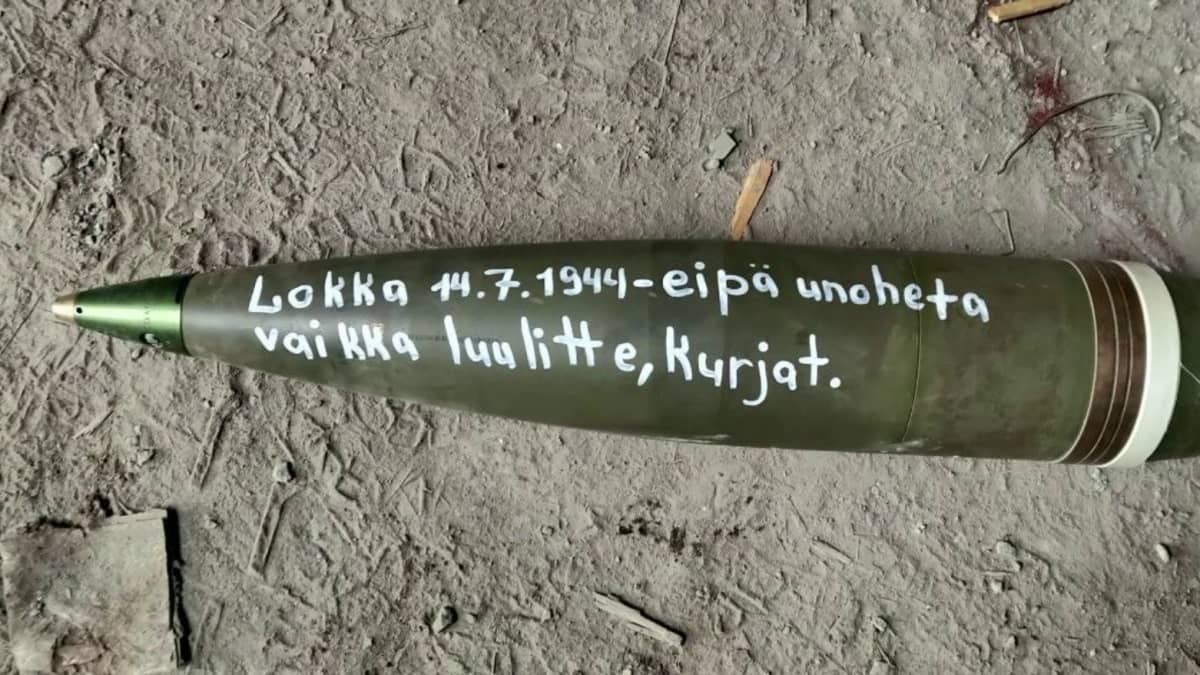 Lokka 14.7.1944-eipä unoheta
vaikka luulitte, kurjat.